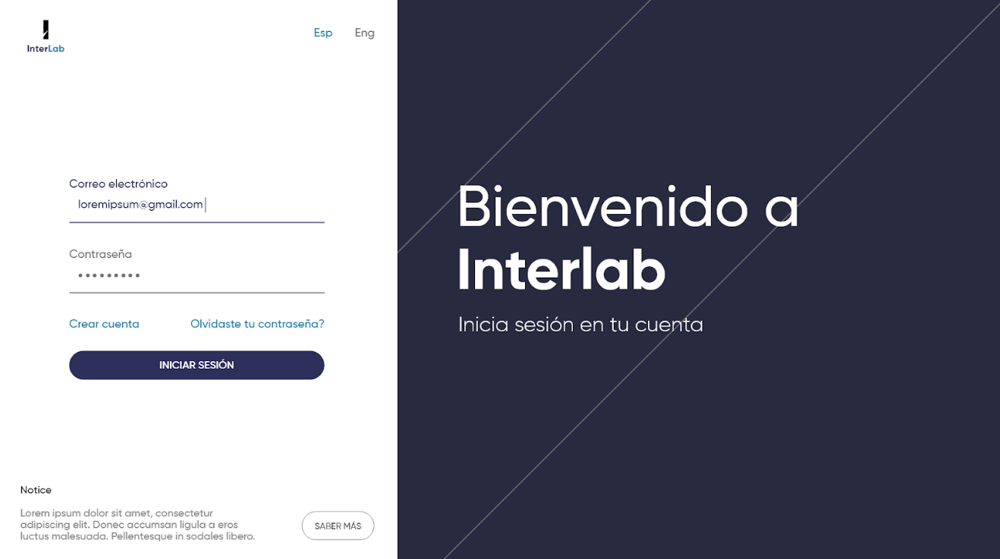 InterLab
Esp Eng
Correo electrónico
loremipsum@gmail.com
Contraseña
Crear cuenta Olvidaste tu contraseña?
INICIAR SESIÓN
Notice
Lorem ipsum dolor sit amet, consectetur
adipiscing elit. Donec accumsan ligula a eros
luctus malesuada. Pellentesque in sodales libero.
SABER MÁS
Bienvenido a
Interlab
Inicia sesión en tu cuenta